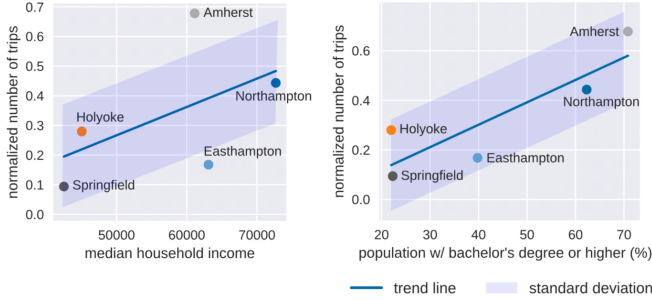 normalized number of trips
0.7
0.6
0.5
0.4
0.3
0.2
0.1
0.0
Amherst
Northampton
Holyoke
Easthampton
Springfield
50000 60000 70000
median household income
normalized number of trips
0.6
0.4
0.2
0.0
Amherst
Northampton
Holyoke
Easthampton
Springfield
20 30 40 50 60 70
population w/ bachelor's degree or higher (%)
trend line standard deviation